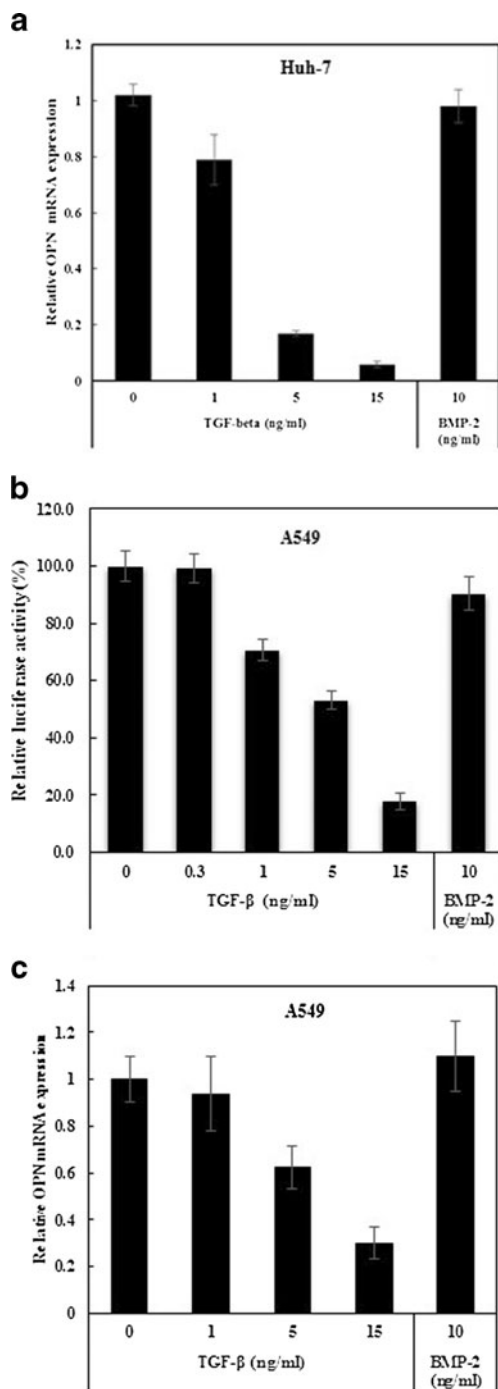 a
Huh-7
Relative OPN mRNA expression
1.2
1
0.8
0.6
0.4
0.2
0
0 1 5 15 10
TGF-beta (ng/ml) BMP-2
(ng/ml)
b
A549
Relative luciferase activity (%)
120.0
100.0
80.0
60.0
40.0
20.0
0.0
0 0.3 1 5 15 10
TGF-β (ng/ml) BMP-2
(ng/ml)
c
A549
Relative OPN mRNA expression
1.4
1.2
1
0.8
0.6
0.4
0.2
0
0 1 5 15 10
TGF-β (ng/ml) BMP-2
(ng/ml)